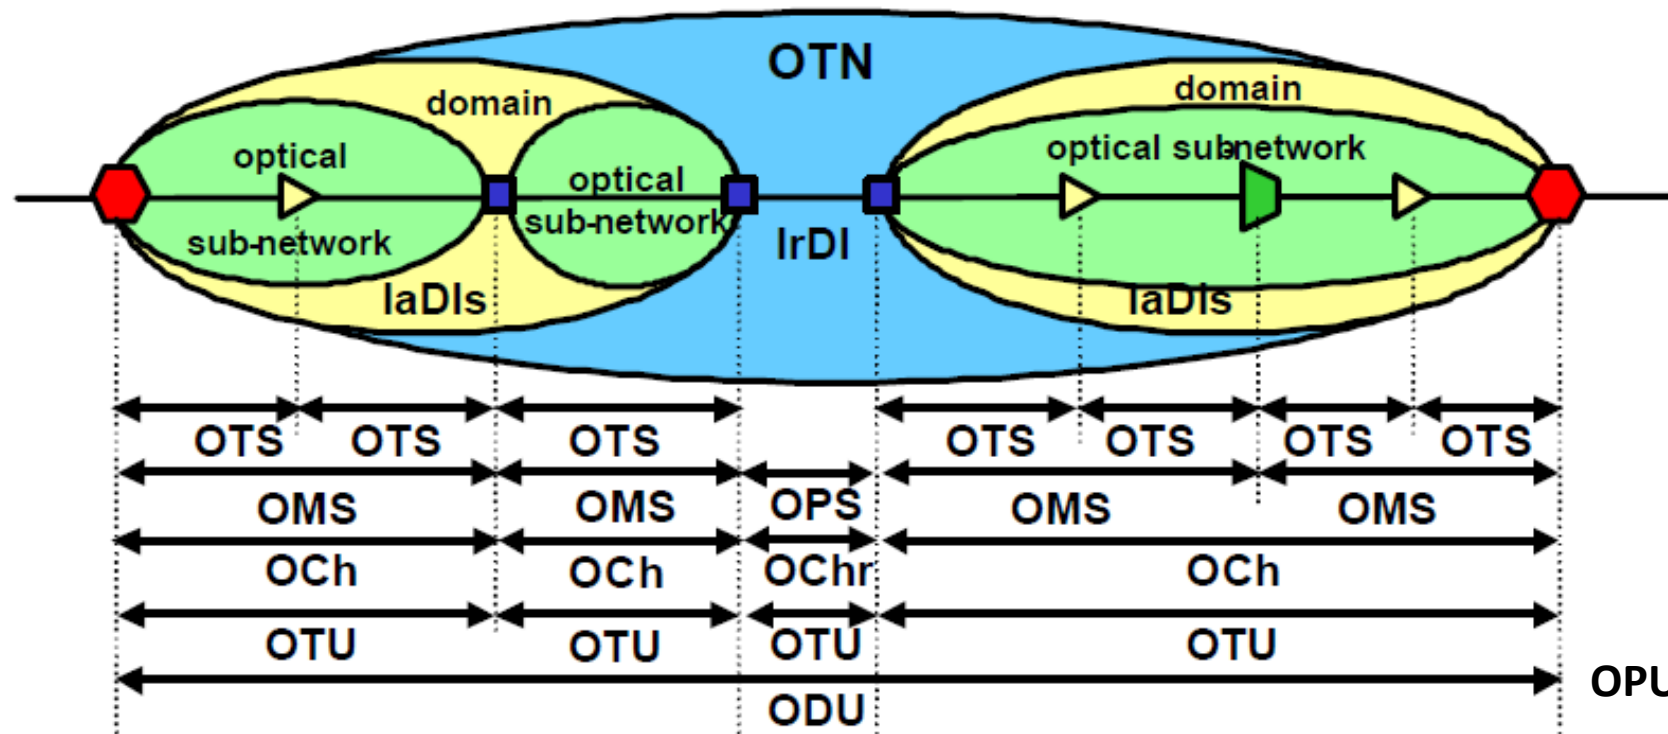 OTN
domain
domain
optical
sub-network
optical
sub-network
optical subnetwork
IaDIs
IrDI
IaDIs
OTS OTS OTS OTS OTS OTS OTS
OMS OMS OPS OMS OMS
OCh OCh OChr OCh
OTU OTU OTU OTU
ODU
OPU